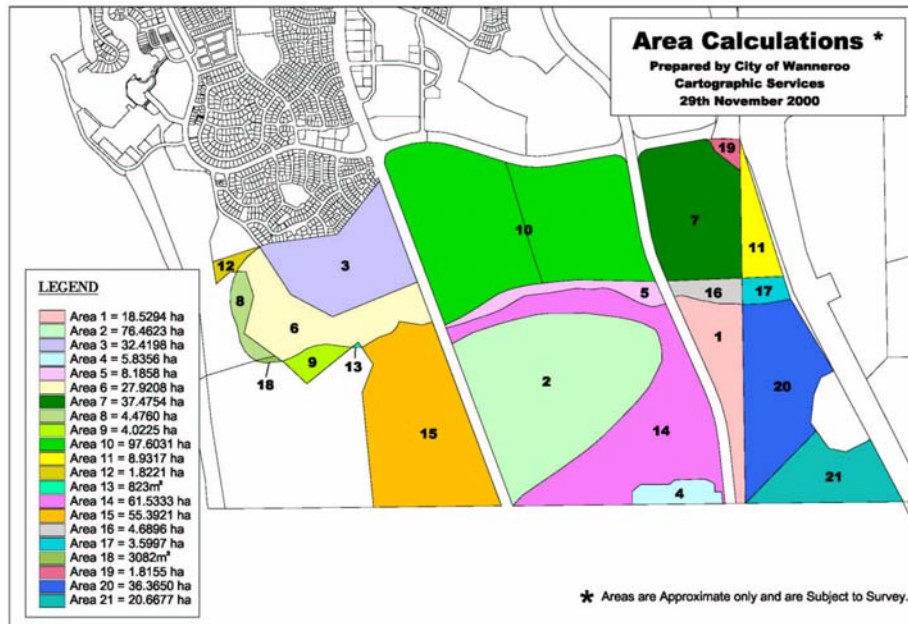 Area Calculations *
Prepared by City of Wanneroo
Cartographic Services
29th November 2000
19
7
10
11
12
3
8
5
16
17
6
1
9
13
18
2
20
15
14
21
4
LEGEND
Area 1 = 18.5294 ha
Area 2 = 76.4623 ha
Area 3 = 32.4198 ha
Area 4 = 5.8356 ha
Area 5 = 8.1858 ha
Area 6 = 27.9208 ha
Area 7 = 37.4754 ha
Area 8 = 4.4760 ha
Area 9 = 4.0225 ha
Area 10 = 97.6031 ha
Area 11 = 8.9317 ha
Area 12 = 1.8221 ha
Area 13 = 823m²
Area 14 = 61.5333 ha
Area 15 = 55.3921 ha
Area 16 = 4.6896 ha
Area 17 = 3.5997 ha
Area 18 = 3082m²
Area 19 = 1.8155 ha
Area 20 = 36.3650 ha
Area 21 = 20.6677 ha
* Areas are Approximate only and are Subject to Survey.